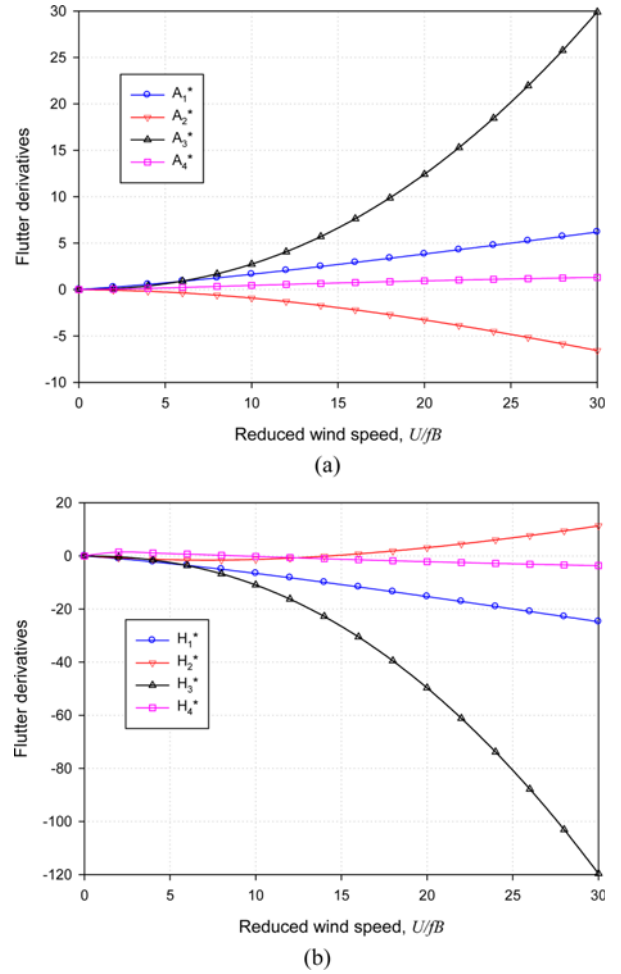 30
25
20
15
10
5
0
-5
-10
Flutter derivatives
A1*
A2*
A3*
A4*
0 5 10 15 20 25 30
Reduced wind speed, U/fB
(a)
20
0
-20
-40
-60
-80
-100
-120
Flutter derivatives
H1*
H2*
H3*
H4*
0 5 10 15 20 25 30
Reduced wind speed, U/fB
(b)